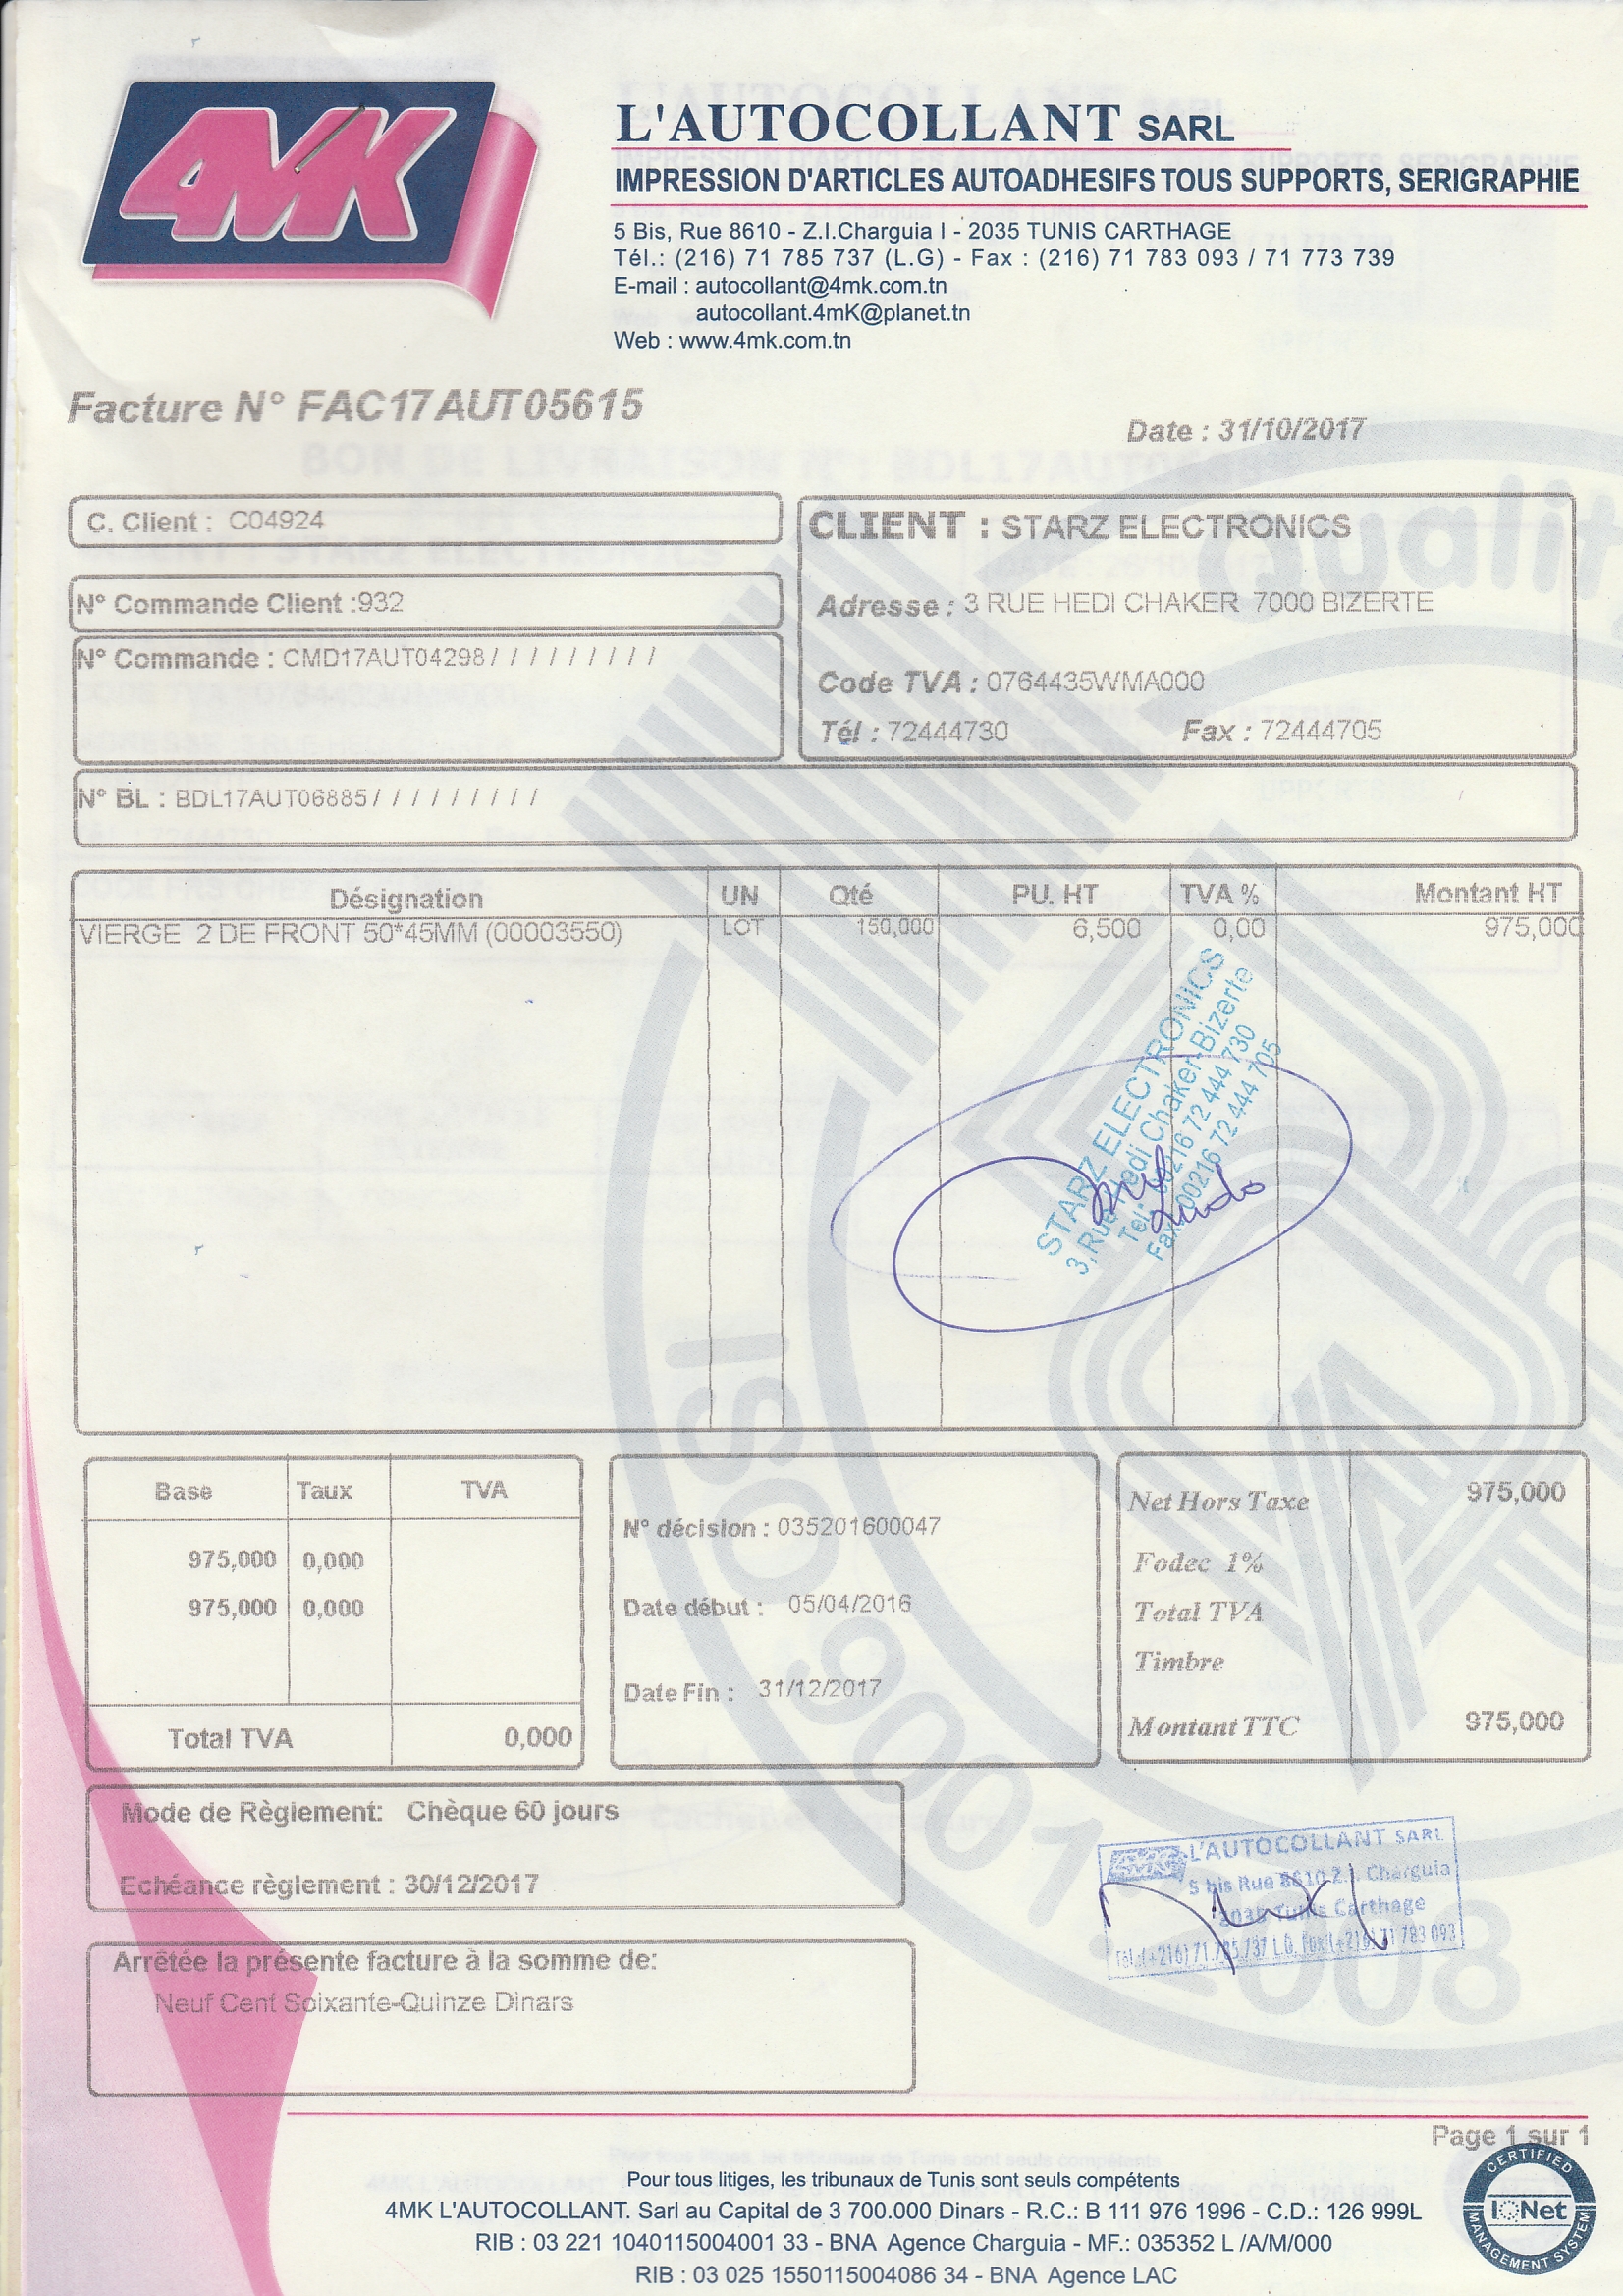 4MK
L'AUTOCOLLANT SARL
IMPRESSION D'ARTICLES AUTOADHESIFS TOUS SUPPORTS, SERIGRAPHIE
5 Bis, Rue 8610 - Z.I.Charguia I - 2035 TUNIS CARTHAGE
Tél.: (216) 71 785 737 (L.G) - Fax : (216) 71 783 093 / 71 773 739
E-mail : autocollant@4mk.com.tn
autocollant.4mK@planet.tn
Web : www.4mk.com.tn
Facture N° FAC17AUT05615
Date : 31/10/2017
C. Client : C04924
N° Commande Client :932
N° Commande : CMD17AUT04298/ / / / / / / / /
CLIENT : STARZ ELECTRONICS
Adresse : 3 RUE HEDI CHAKER 7000 BIZERTE
Code TVA : 0764435WMA000
Tél : 72444730 Fax : 72444705
N° BL : BDL17AUT06885/ / / / / / / / /
Désignation UN Qté PU. HT TVA % Montant HT
VIERGE 2 DE FRONT 50*45MM (00003550) LOT 150,000 6,500 0,00 975,000
STARZ ELECTRONICS
3,Rue Hedi Chaker-Bizerte
Tel: 00216 72 444 730
Fax: 00216 72 444 705
Base Taux TVA
975,000 0,000
975,000 0,000
Total TVA 0,000
N° décision : 035201600047
Date début : 05/04/2016
Date Fin : 31/12/2017
Net Hors Taxe 975,000
Fodec 1%
Total TVA
Timbre
Montant TTC 975,000
Mode de Règlement: Chèque 60 jours
Echéance règlement : 30/12/2017
4MK L'AUTOCOLLANT SARL
5 bis Rue 8610 Z.I. Charguia
2035 Tunis Carthage
Tél.:(+216) 71.785.737 L.G. Fax:(+216) 71 783 093
Arrêtée la présente facture à la somme de:
Neuf Cent Soixante-Quinze Dinars
Page 1 sur 1
Pour tous litiges, les tribunaux de Tunis sont seuls compétents
4MK L'AUTOCOLLANT. Sarl au Capital de 3 700.000 Dinars - R.C.: B 111 976 1996 - C.D.: 126 999L
RIB : 03 221 1040115004001 33 - BNA Agence Charguia - MF.: 035352 L /A/M/000
RIB : 03 025 1550115004086 34 - BNA Agence LAC
CERTIFIED
IQNet
MANAGEMENT SYSTEM